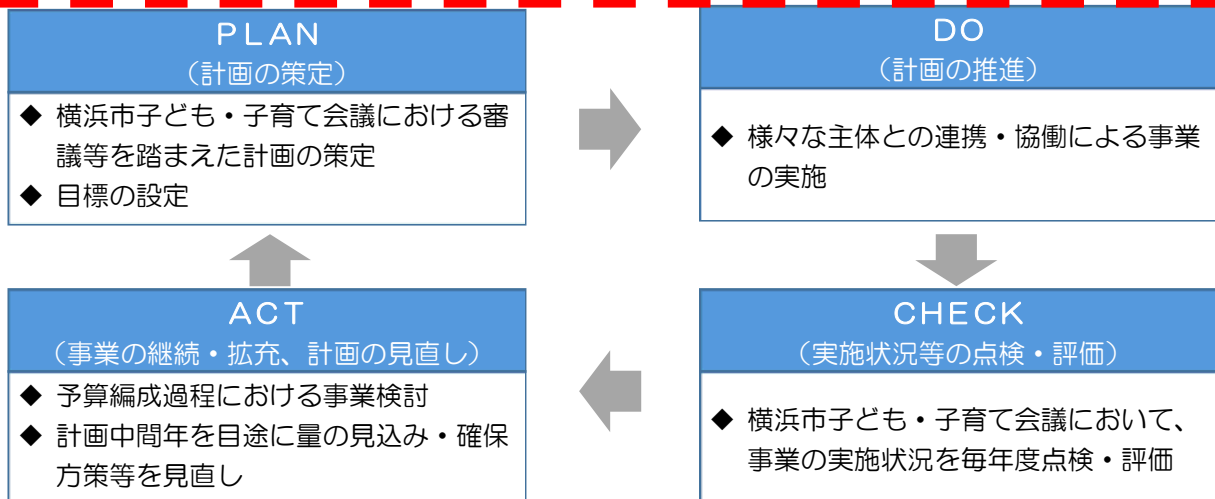 PLAN
（計画の策定）
◆ 横浜市子ども・子育て会議における審
議等を踏まえた計画の策定
◆ 目標の設定
DO
（計画の推進）
◆ 様々な主体との連携・協働による事業
の実施
ACT
（事業の継続・拡充、計画の見直し）
◆ 予算編成過程における事業検討
◆ 計画中間年を目途に量の見込み・確保
方策等を見直し
CHECK
（実施状況等の点検・評価）
◆ 横浜市子ども・子育て会議において、
事業の実施状況を毎年度点検・評価